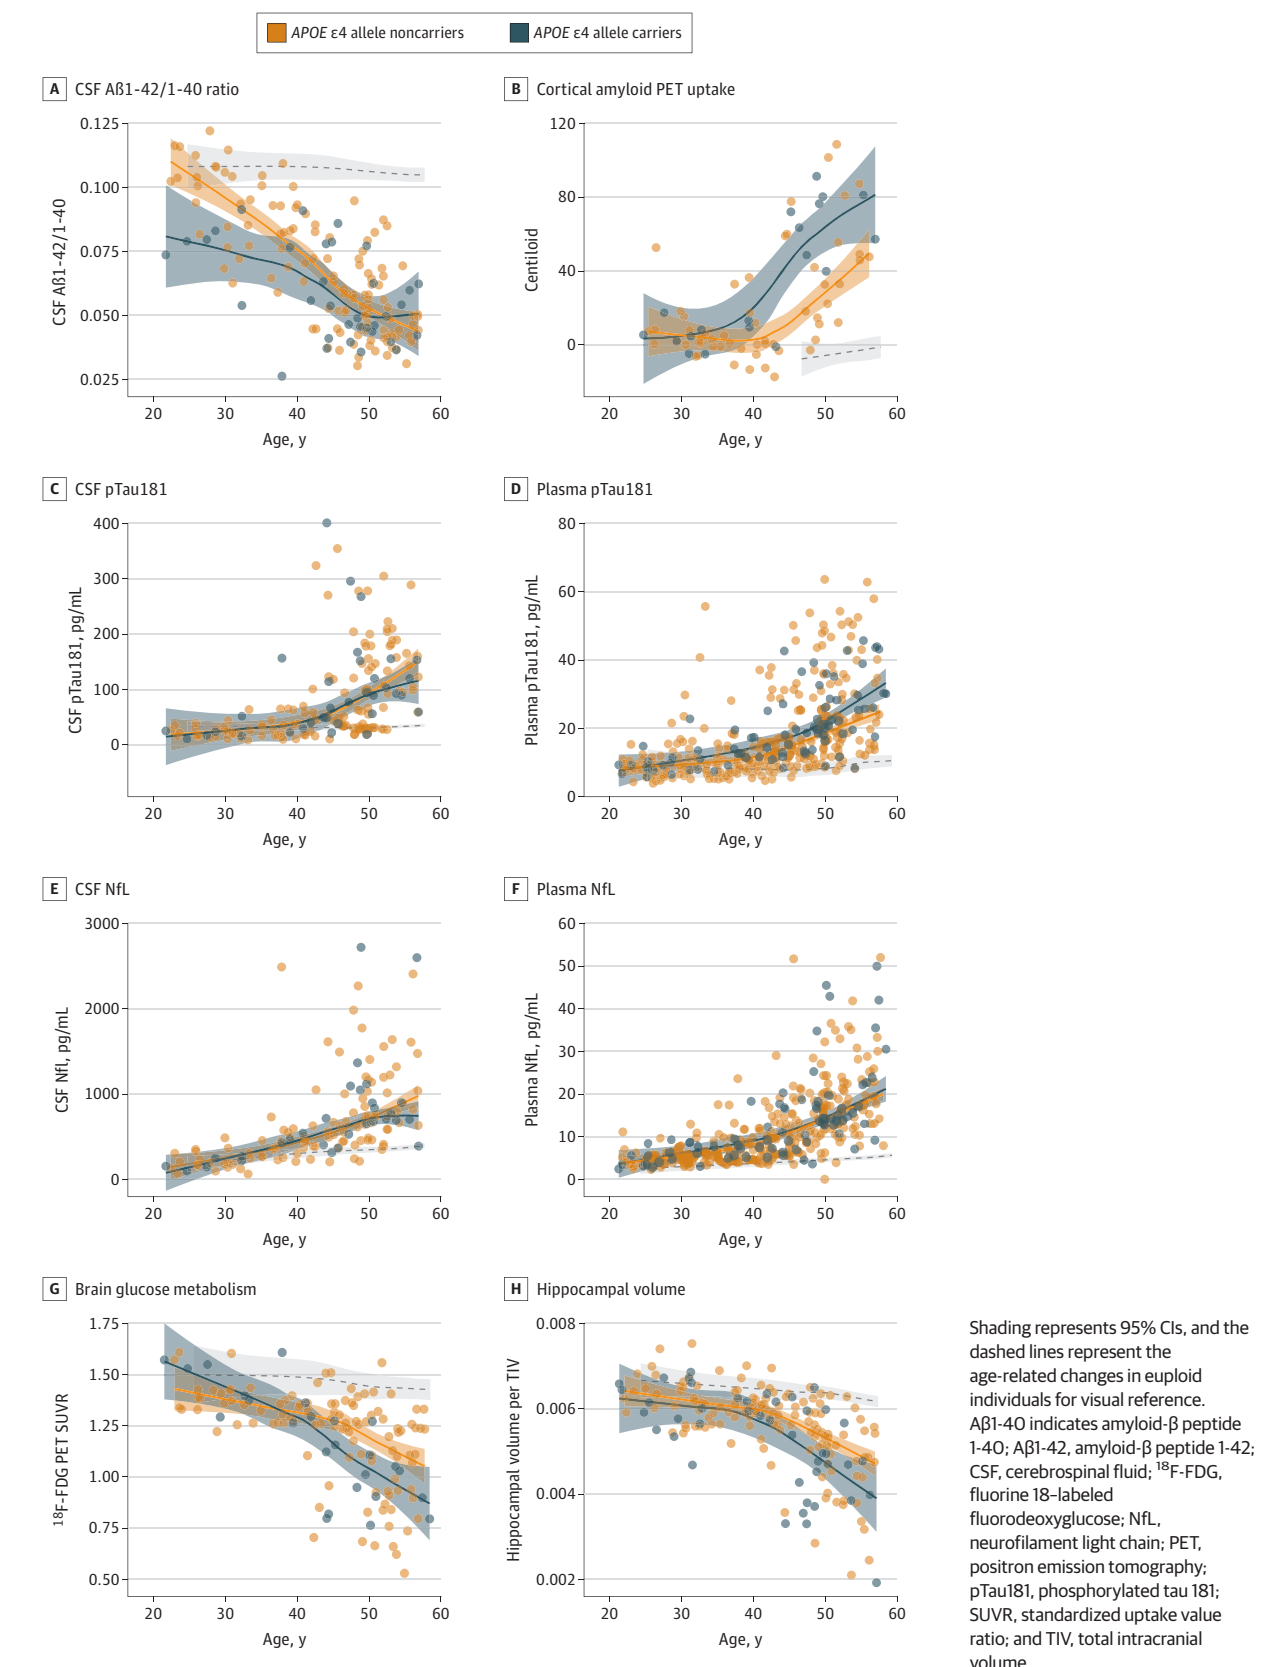 APOE ε4 allele noncarriers
APOE ε4 allele carriers
A CSF Aß1-42/1-40 ratio
CSF Aß1-42/1-40
0.125
0.100
0.075
0.050
0.025
20 30 40 50 60
Age, y
B Cortical amyloid PET uptake
Centiloid
120
80
40
0
20 30 40 50 60
Age, y
C CSF pTau181
CSF pTau181, pg/mL
400
300
200
100
0
20 30 40 50 60
Age, y
D Plasma pTau181
Plasma pTau181, pg/mL
80
60
40
20
0
20 30 40 50 60
Age, y
E CSF NfL
CSF Nfl, pg/mL
3000
2000
1000
0
20 30 40 50 60
Age, y
F Plasma NfL
Plasma NfL, pg/mL
60
50
40
30
20
10
0
20 30 40 50 60
Age, y
G Brain glucose metabolism
18F-FDG PET SUVR
1.75
1.50
1.25
1.00
0.75
0.50
20 30 40 50 60
Age, y
H Hippocampal volume
Hippocampal volume per TIV
0.008
0.006
0.004
0.002
20 30 40 50 60
Age, y
Shading represents 95% CIs, and the
dashed lines represent the
age-related changes in euploid
individuals for visual reference.
Aβ1-40 indicates amyloid-β peptide
1-40; Aβ1-42, amyloid-β peptide 1-42;
CSF, cerebrospinal fluid; 18F-FDG,
fluorine 18–labeled
fluorodeoxyglucose; NfL,
neurofilament light chain; PET,
positron emission tomography;
pTau181, phosphorylated tau 181;
SUVR, standardized uptake value
ratio; and TIV, total intracranial
volume